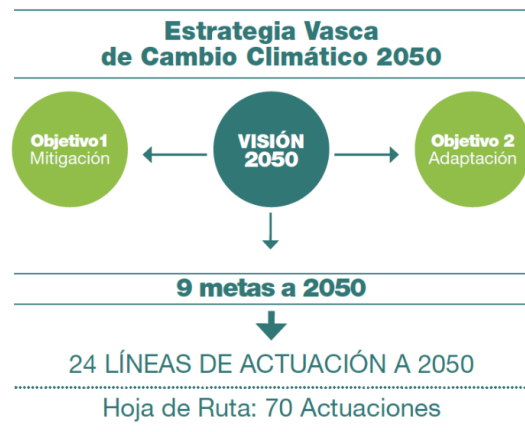 Estrategia Vasca
de Cambio Climático 2050
Objetivo1
Mitigación
VISIÓN
2050
Objetivo 2
Adaptación
9 metas a 2050
24 LÍNEAS DE ACTUACIÓN A 2050
Hoja de Ruta: 70 Actuaciones